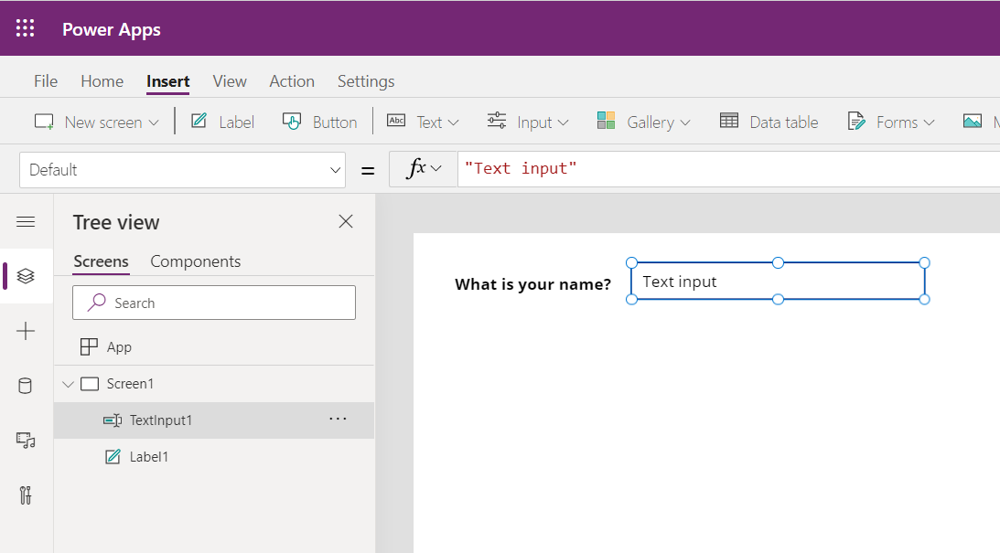 Power Apps
File Home Insert View Action Settings
New screen Label Button Abc Text Input Gallery Data table Forms
Default = fx "Text input"
Tree view
Screens Components
Search
App
Screen1
TextInput1 ...
Label1
What is your name? Text input